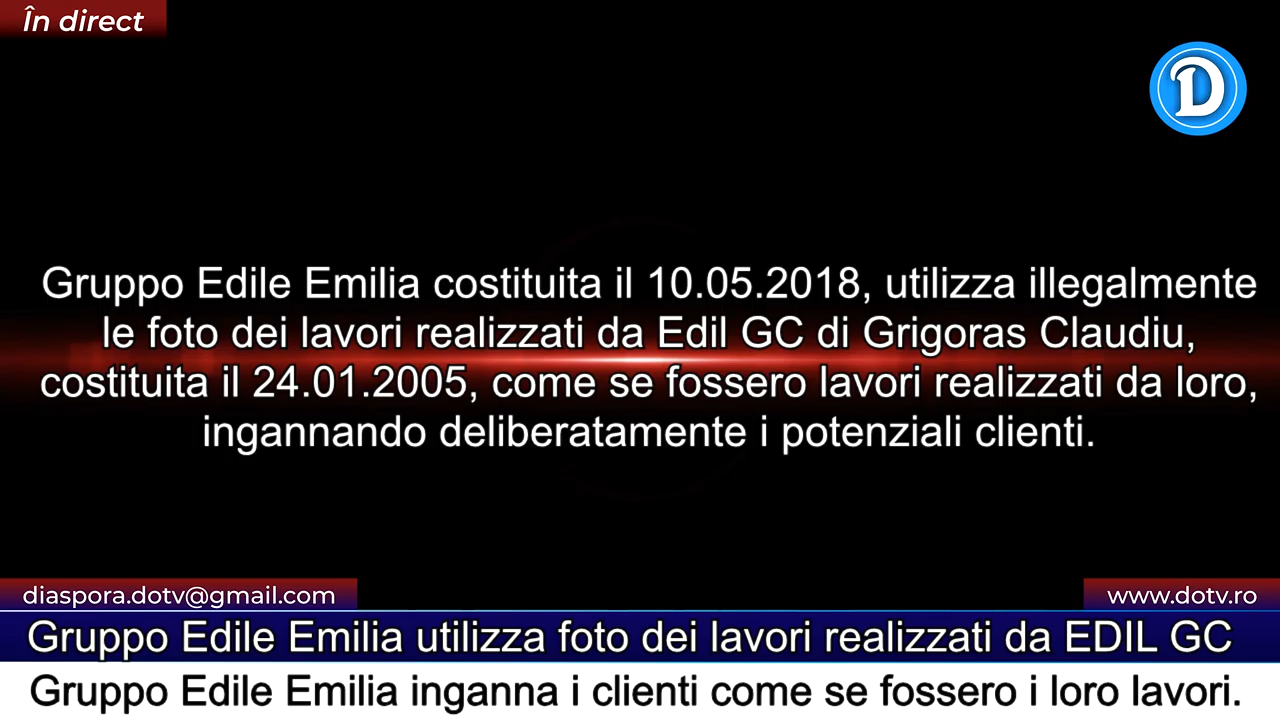 În direct
D
Gruppo Edile Emilia costituita il 10.05.2018, utilizza illegalmente
le foto dei lavori realizzati da Edil GC di Grigoras Claudiu,
costituita il 24.01.2005, come se fossero lavori realizzati da loro,
ingannando deliberatamente i potenziali clienti.
diaspora.dotv@gmail.com
www.dotv.ro
Gruppo Edile Emilia utilizza foto dei lavori realizzati da EDIL GC
Gruppo Edile Emilia inganna i clienti come se fossero i loro lavori.